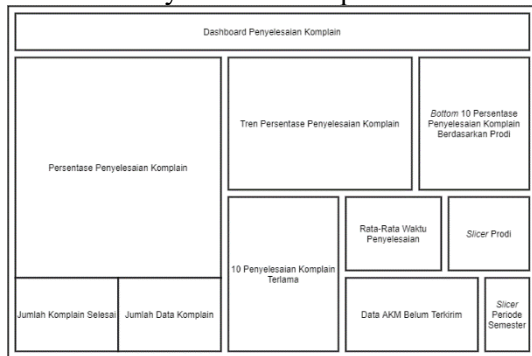 Dashboard Penyelesaian Komplain
Persentase Penyelesaian Komplain
Tren Persentase Penyelesaian Komplain
Bottom 10 Persentase
Penyelesaian Komplain
Berdasarkan Prodi
10 Penyelesaian Komplain
Terlama
Rata-Rata Waktu
Penyelesaian
Slicer Prodi
Jumlah Komplain Selesai
Jumlah Data Komplain
Data AKM Belum Terkirim
Slicer
Periode
Semester